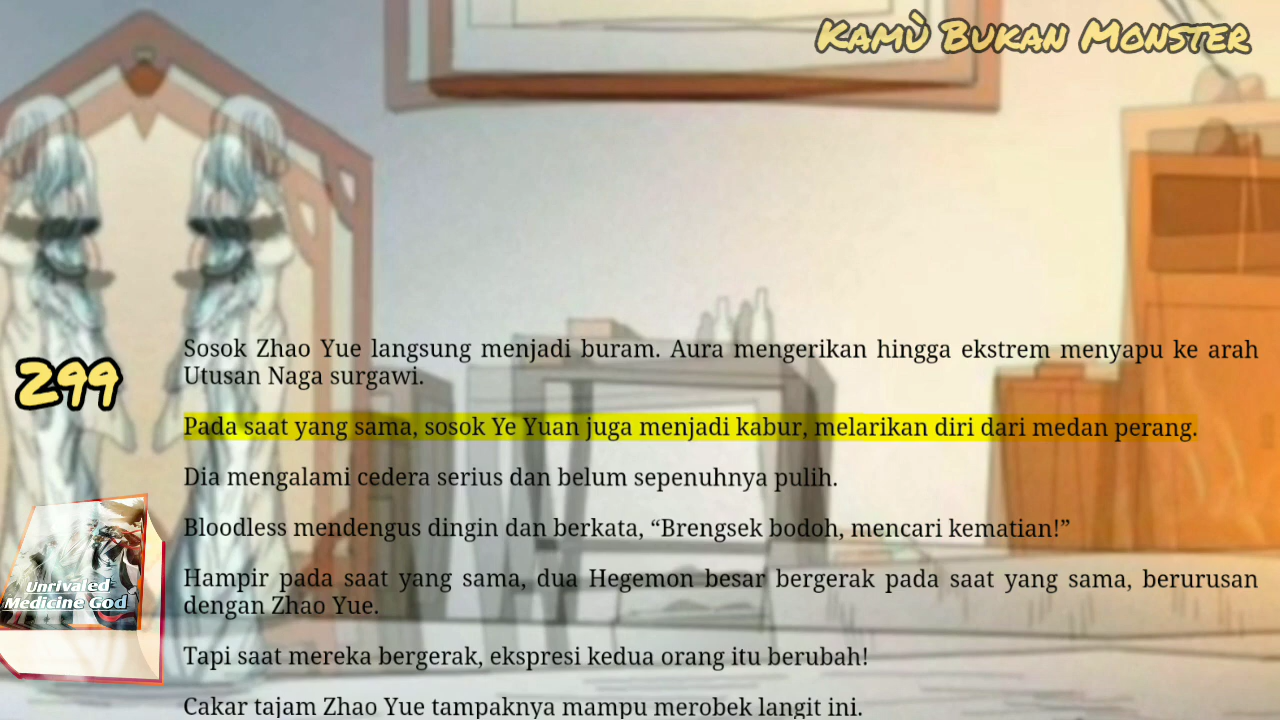 Kamù Bukan Monster
Sosok Zhao Yue langsung menjadi buram. Aura mengerikan hingga ekstrem menyapu ke arah
Utusan Naga surgawi.
299
Pada saat yang sama, sosok Ye Yuan juga menjadi kabur, melarikan diri dari medan perang.
Dia mengalami cedera serius dan belum sepenuhnya pulih.
Bloodless mendengus dingin dan berkata, “Brengsek bodoh, mencari kematian!”
Hampir pada saat yang sama, dua Hegemon besar bergerak pada saat yang sama, berurusan
dengan Zhao Yue.
Unrivaled
Medicine God
Tapi saat mereka bergerak, ekspresi kedua orang itu berubah!
Cakar tajam Zhao Yue tampaknya mampu merobek langit ini.